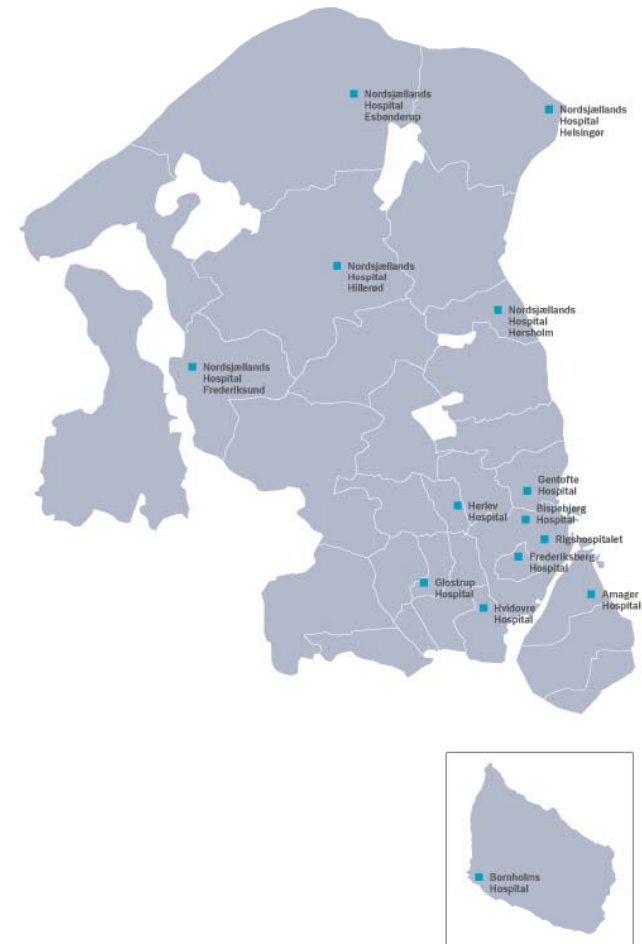 Nordsjællands
Hospital
Esbønderup
Nordsjællands
Hospital
Helsingør
Nordsjællands
Hospital
Hillerød
Nordsjællands
Hospital
Hørsholm
Nordsjællands
Hospital
Frederiksund
Gentofte
Hospital
Herlev
Hospital
Bispebjerg
Hospital
Rigshospitalet
Frederiksberg
Hospital
Glostrup
Hospital
Amager
Hospital
Hvidovre
Hospital
Bornholms
Hospital